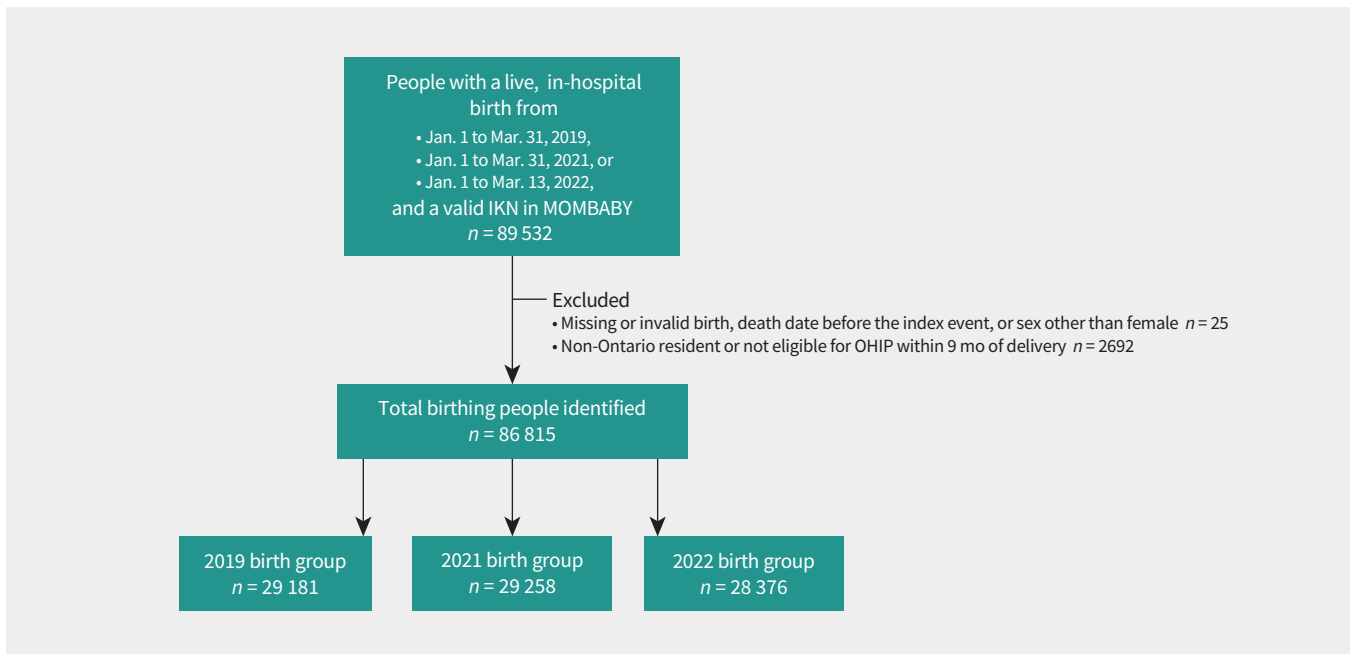 People with a live, in-hospital
birth from
• Jan. 1 to Mar. 31, 2019,
• Jan. 1 to Mar. 31, 2021, or
• Jan. 1 to Mar. 13, 2022,
and a valid IKN in MOMBABY
n = 89 532
Excluded
• Missing or invalid birth, death date before the index event, or sex other than female n = 25
• Non-Ontario resident or not eligible for OHIP within 9 mo of delivery n = 2692
Total birthing people identified
n = 86 815
2019 birth group
n = 29 181
2021 birth group
n = 29 258
2022 birth group
n = 28 376